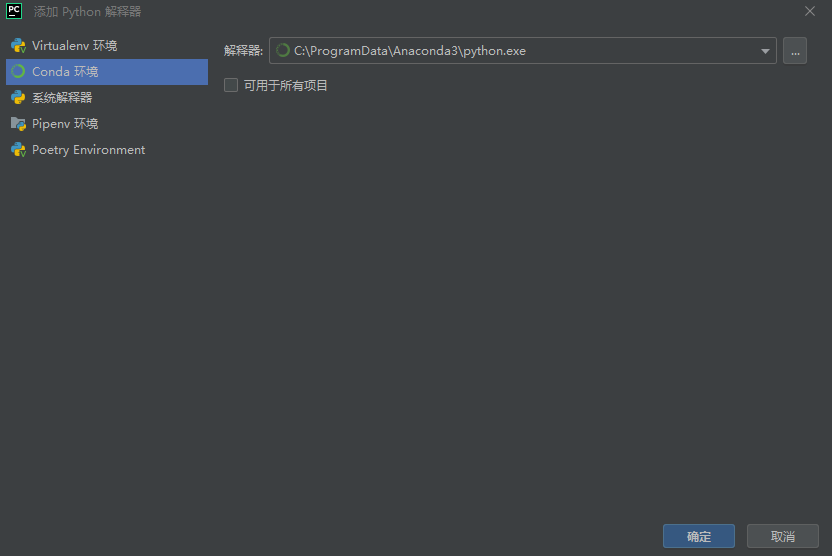 PC 添加 Python 解释器
Virtualenv 环境
Conda 环境
系统解释器
Pipenv 环境
Poetry Environment
解释器: C:\ProgramData\Anaconda3\python.exe ...
可用于所有项目
确定 取消